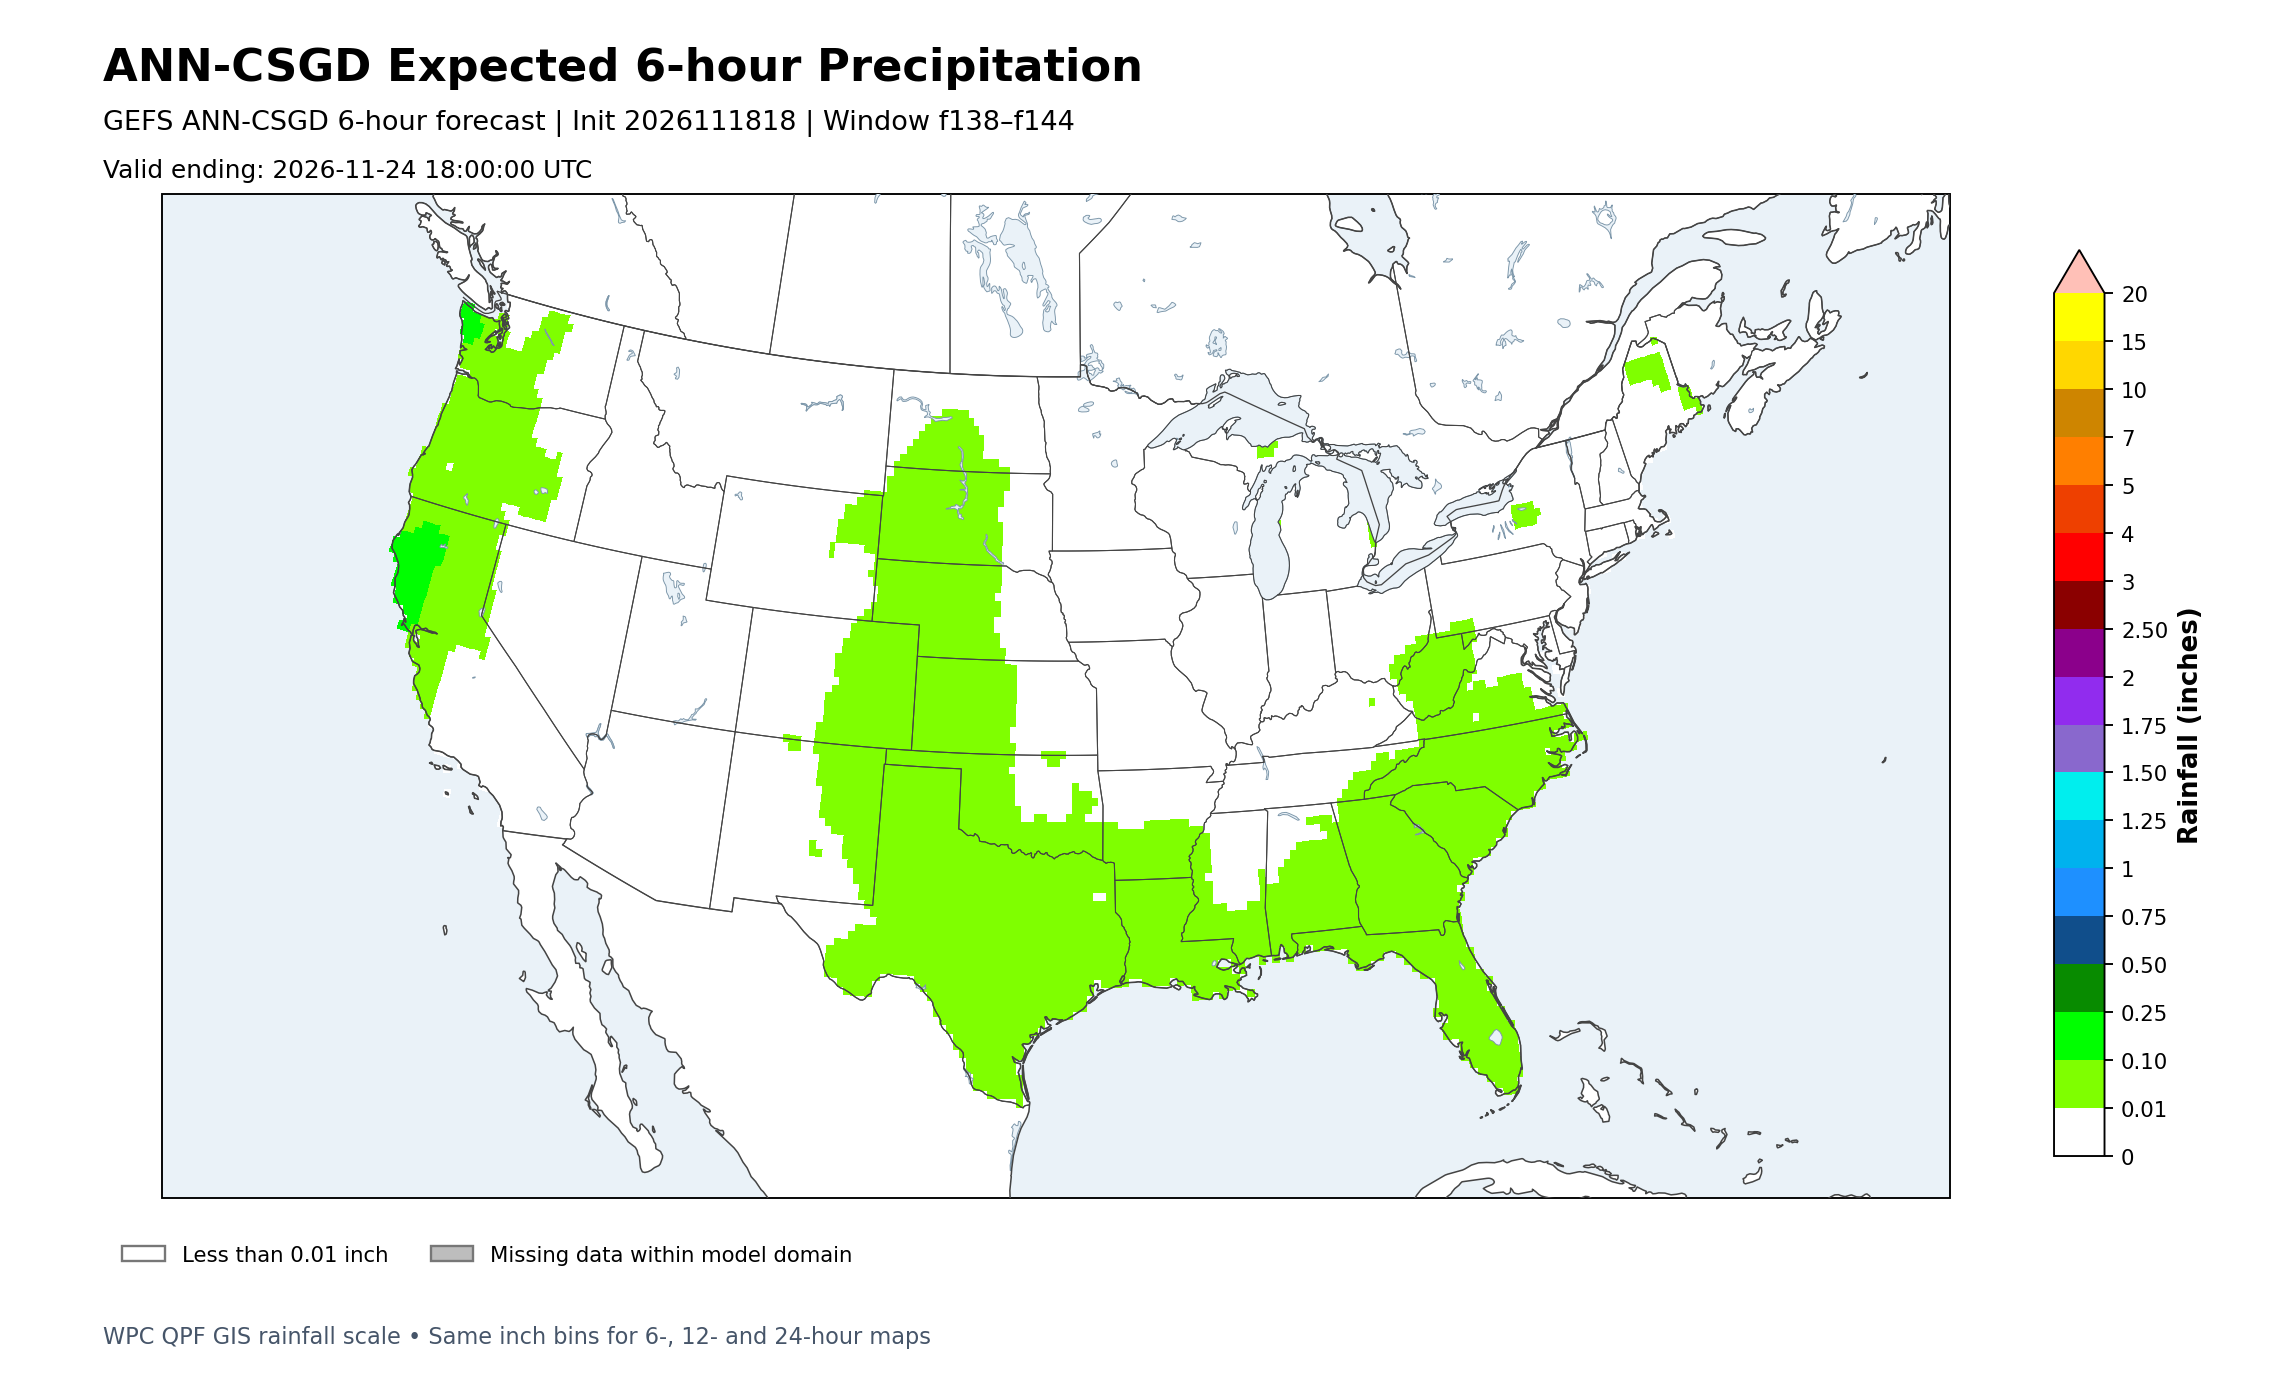 ANN-CSGD Expected 6-hour Precipitation
GEFS ANN-CSGD 6-hour forecast | Init 2026111818 | Window f138–f144
Valid ending: 2026-11-24 18:00:00 UTC
20
15
10
7
5
4
3
2.50
2
1.75
1.50
1.25
1
0.75
0.50
0.25
0.10
0.01
0
Rainfall (inches)
Less than 0.01 inch
Missing data within model domain
WPC QPF GIS rainfall scale • Same inch bins for 6-, 12- and 24-hour maps